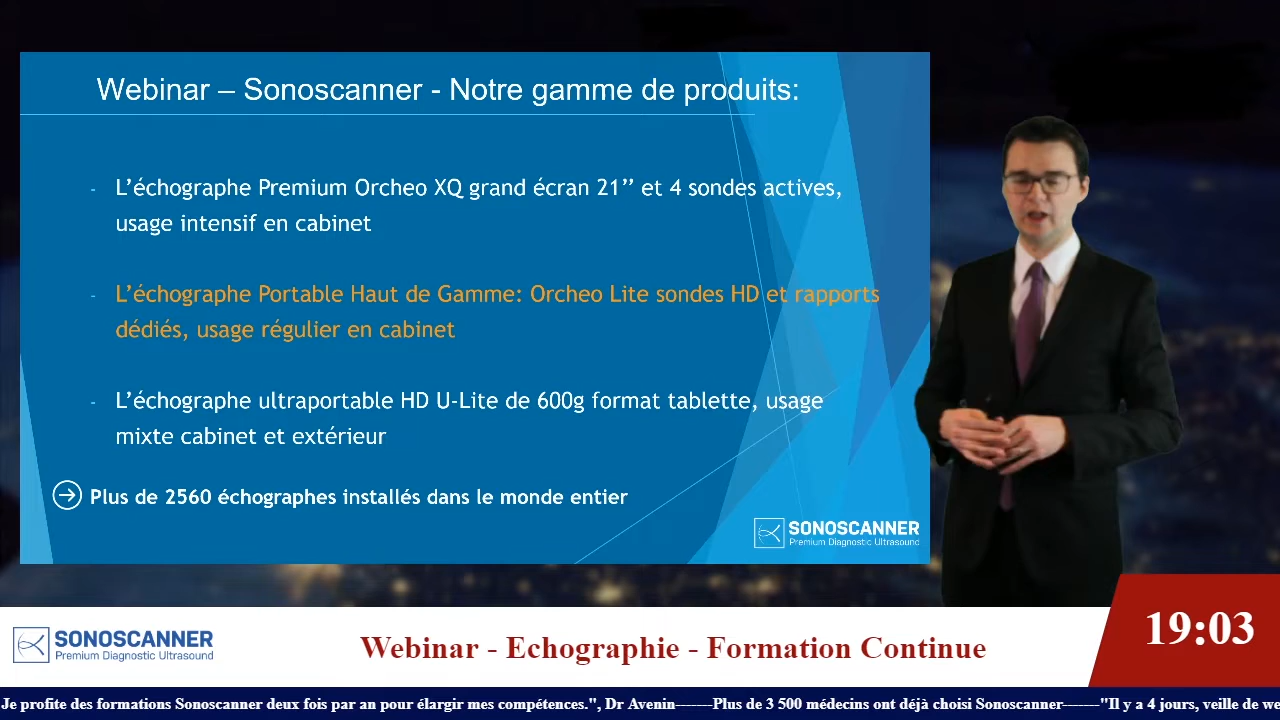 Webinar – Sonoscanner - Notre gamme de produits:
- L’échographe Premium Orcheo XQ grand écran 21’’ et 4 sondes actives,
usage intensif en cabinet
- L’échographe Portable Haut de Gamme: Orcheo Lite sondes HD et rapports
dédiés, usage régulier en cabinet
- L’échographe ultraportable HD U-Lite de 600g format tablette, usage
mixte cabinet et extérieur
Plus de 2560 échographes installés dans le monde entier
SONOSCANNER
Premium Diagnostic Ultrasound
SONOSCANNER
Premium Diagnostic Ultrasound
Webinar - Echographie - Formation Continue
19:03
Je profite des formations Sonoscanner deux fois par an pour élargir mes compétences.", Dr Avenin-------Plus de 3 500 médecins ont déjà choisi Sonoscanner-------"Il y a 4 jours, veille de we